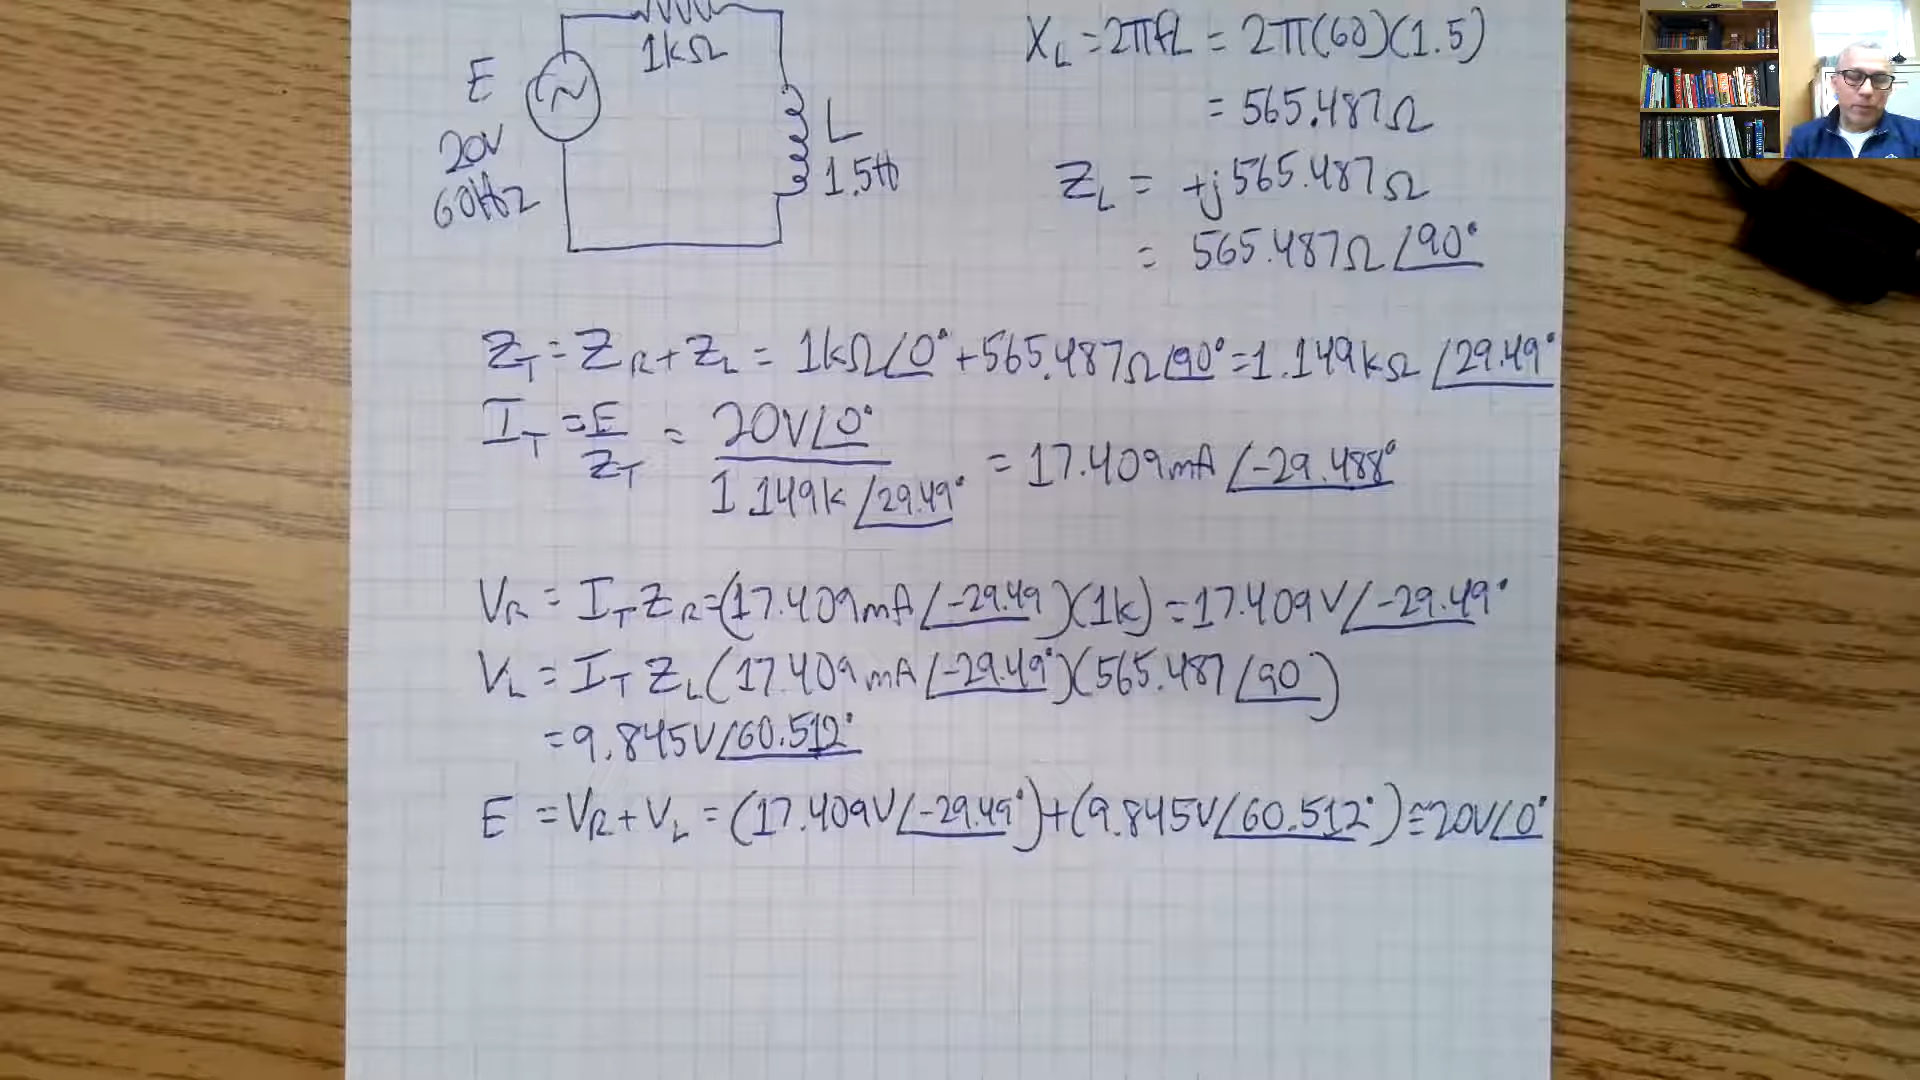 1kΩ
E
20V
60Hz
L
1.5H
X_L = 2πfL = 2π(60)(1.5)
= 565.487Ω
Z_L = +j565.487Ω
= 565.487Ω∠90°
Z_T = Z_R + Z_L = 1kΩ∠0° + 565.487Ω∠90° = 1.149kΩ∠29.49°
I_T = E/Z_T = 20V∠0° / 1.149k∠29.49° = 17.409mA∠-29.488°
V_R = I_T Z_R = (17.409mA∠-29.49)(1k) = 17.409V∠-29.49°
V_L = I_T Z_L (17.409mA∠-29.49°)(565.487∠90)
= 9.845V∠60.512°
E = V_R + V_L = (17.409V∠-29.49°) + (9.845V∠60.512°) ≅ 20V∠0°